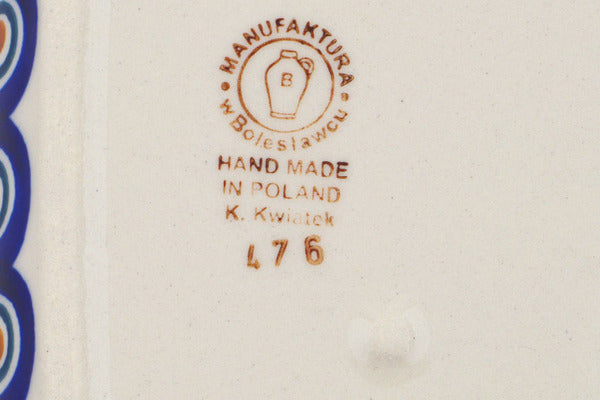 MANUFAKTURA
B
w Bolesławcu
HAND MADE
IN POLAND
K. Kwiatek
476